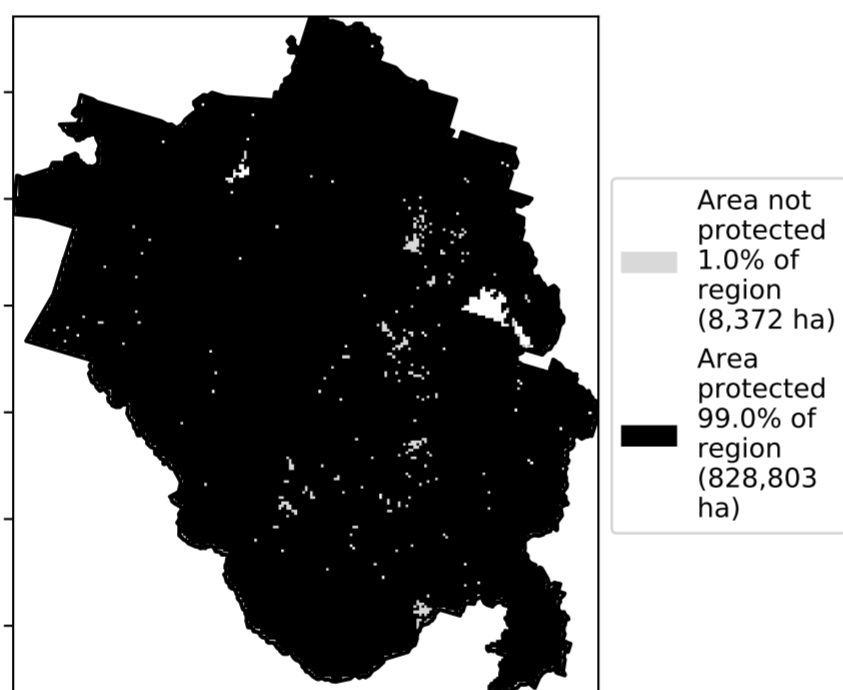 Area not
protected
1.0% of
region
(8,372 ha)
Area
protected
99.0% of
region
(828,803
ha)